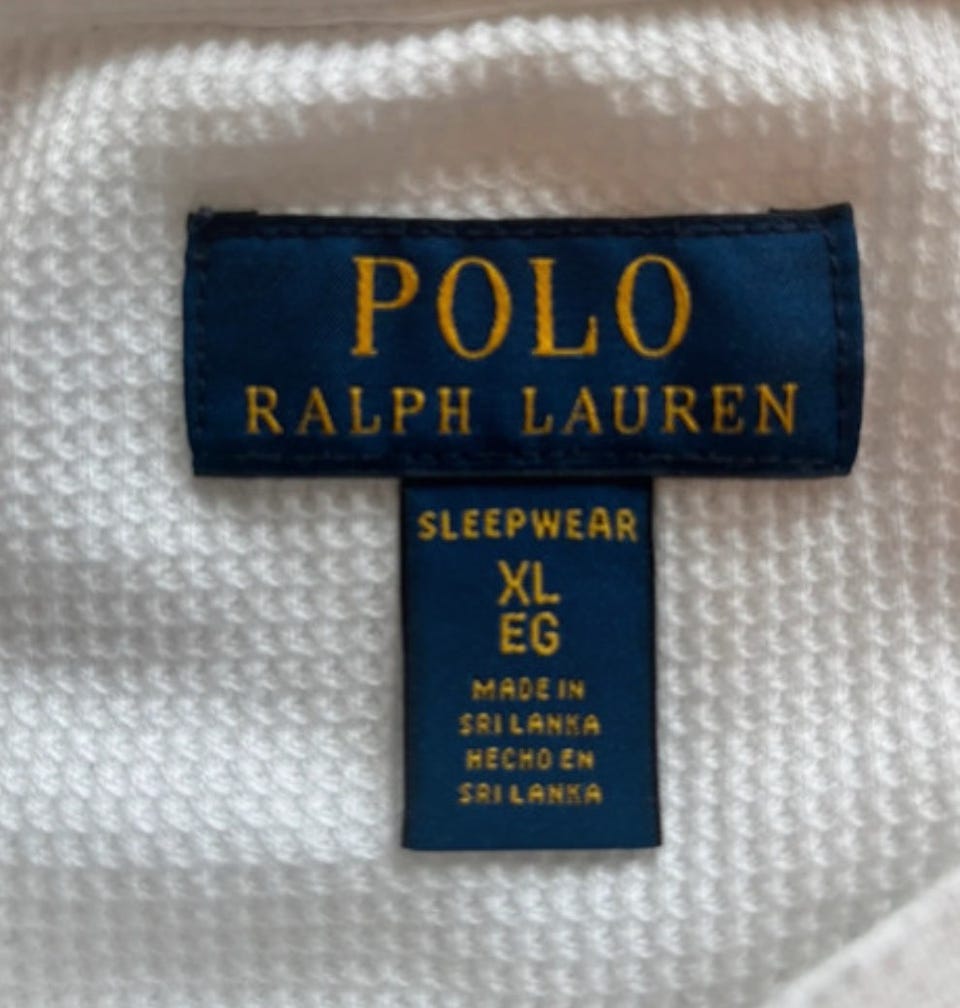 POLO
RALPH LAUREN
SLEEPWEAR
XL
EG
MADE IN
SRI LANKA
HECHO EN
SRI LANKA